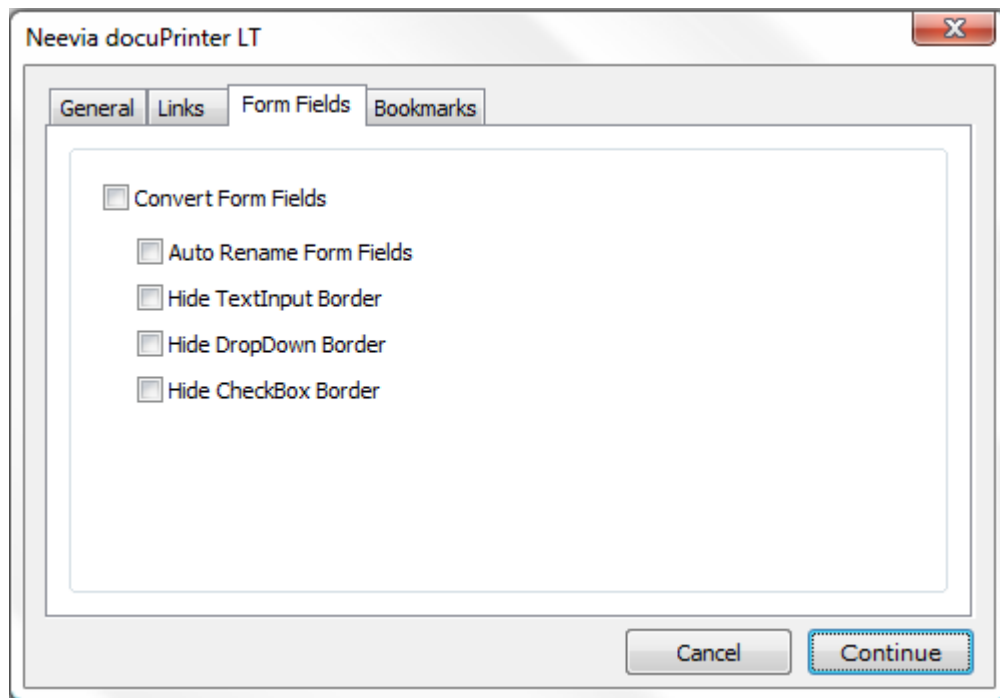 Neevia docuPrinter LT
General Links Form Fields Bookmarks
Convert Form Fields
Auto Rename Form Fields
Hide TextInput Border
Hide DropDown Border
Hide CheckBox Border
Cancel Continue